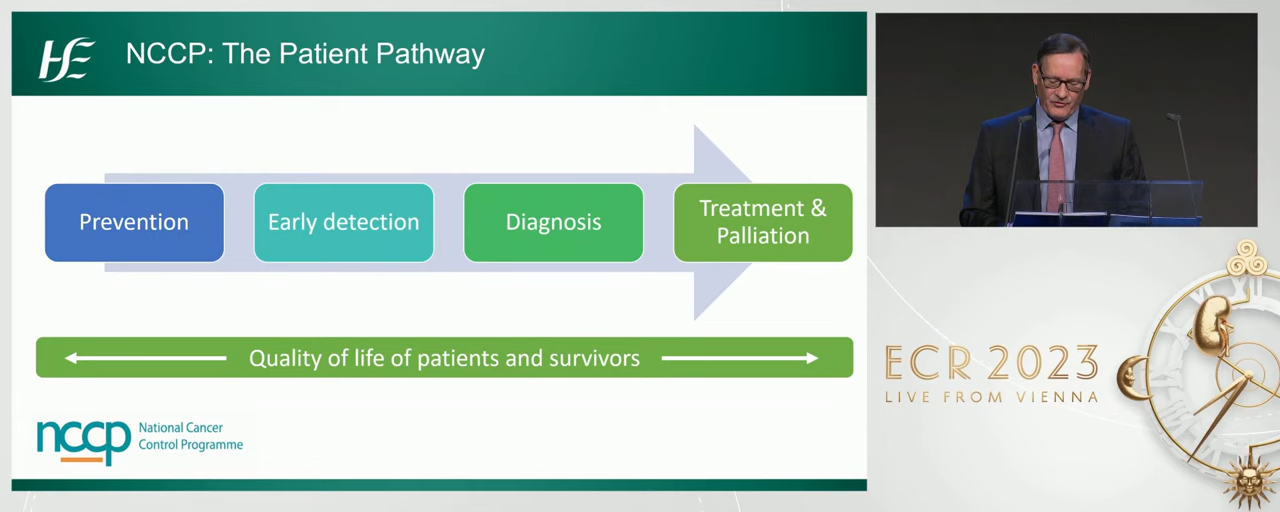 HSE
NCCP: The Patient Pathway
Prevention
Early detection
Diagnosis
Treatment &
Palliation
Quality of life of patients and survivors
nccp
National Cancer
Control Programme
ECR 2023
LIVE FROM VIENNA
XII